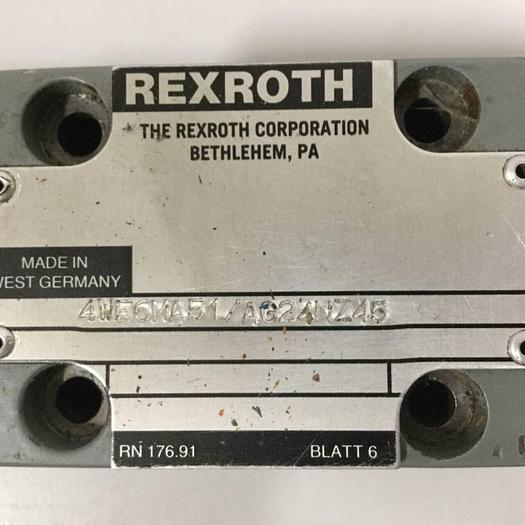 REXROTH
THE REXROTH CORPORATION
BETHLEHEM, PA
MADE IN
WEST GERMANY
4WE6MA51/AG24NZ45
RN 176.91
BLATT 6